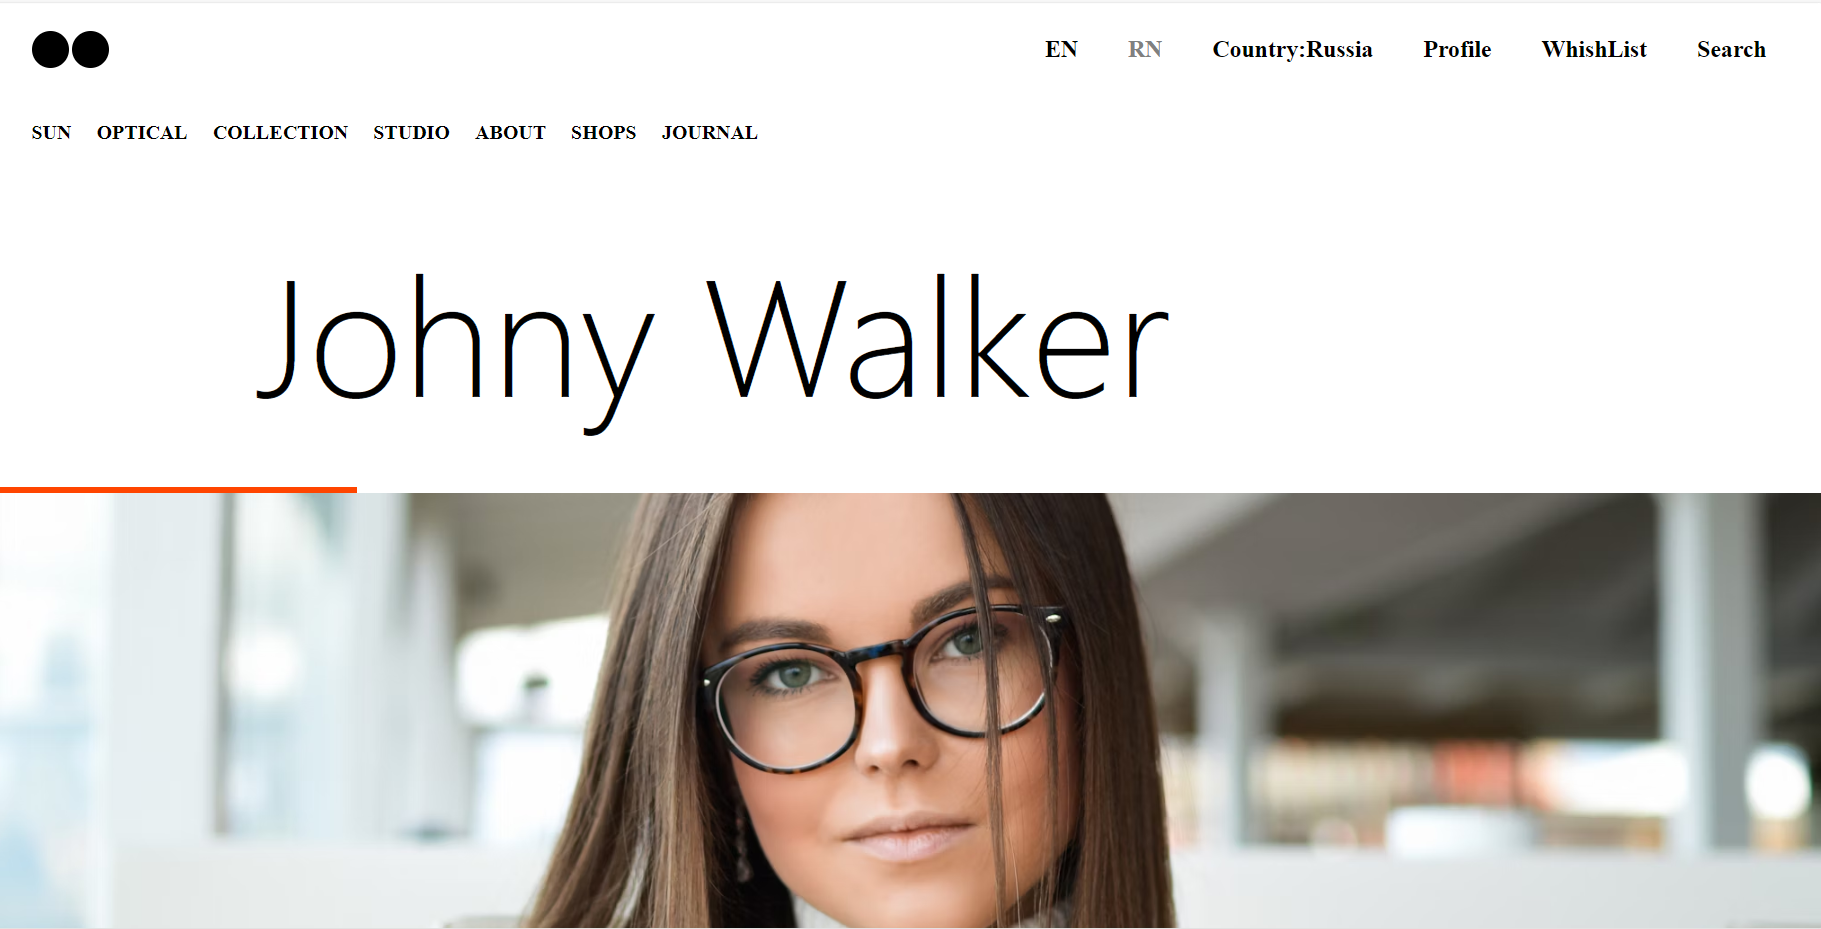 EN RN Country:Russia Profile WhishList Search
SUN OPTICAL COLLECTION STUDIO ABOUT SHOPS JOURNAL
Johny Walker